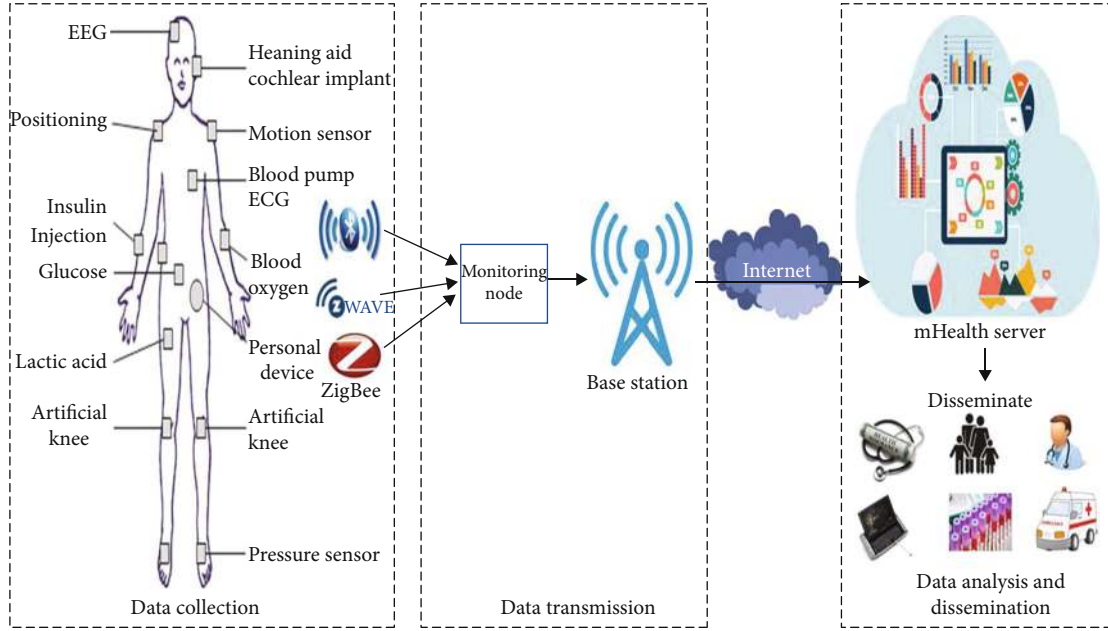 EEG
Heaning aid
cochlear implant
Positioning
Motion sensor
Blood pump
ECG
Insulin
Injection
Glucose
Blood
oxygen
Lactic acid
Personal
device
Artificial
knee
Artificial
knee
Pressure sensor
Data collection
Z WAVE
ZigBee
Monitoring
node
Base station
Data transmission
Internet
mHealth server
Disseminate
Data analysis and
dissemination